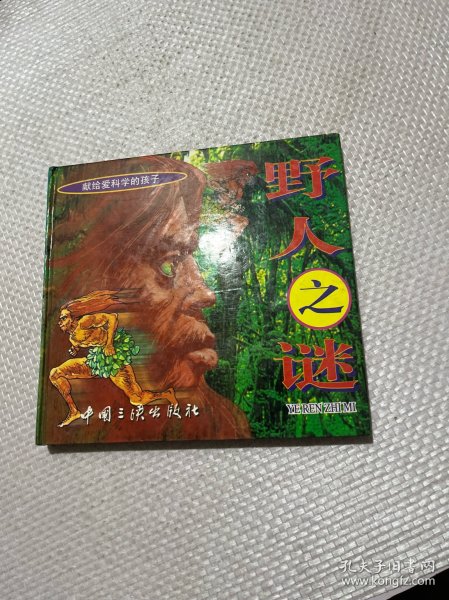 献给爱科学的孩子
野人之谜
YE REN ZHI MI
中国三峡出版社
孔夫子旧书网
www.kongfz.com